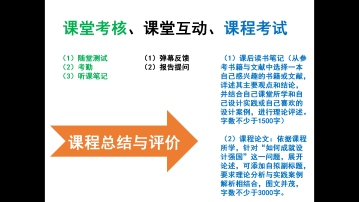 课堂考核、课堂互动、课程考试
（1）随堂测试
（2）考勤
（3）听课笔记
（1）弹幕反馈
（2）报告提问
（1）课后读书笔记（从参
考书籍与文献中选择一本
自己感兴趣的书籍或文献，
详述其主要观点和结论，
并结合自己课堂所学和自
己设计实践或自己喜欢的
设计案例，进行理论评述。
字数不少于1500字）
（2）课程论文：依据课程
所学，针对“如何成就设
计强国”这一问题，展开
论述，可添加自拟副标题，
要求理论分析与实践案例
解析相结合，图文并茂，
字数不少于3000字。
课程总结与评价